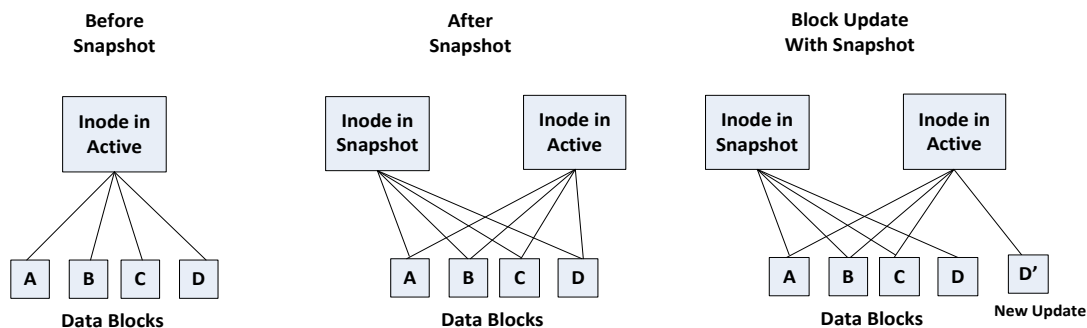 Before
Snapshot
Inode in
Active
A B C D
Data Blocks
After
Snapshot
Inode in
Snapshot
Inode in
Active
A B C D
Data Blocks
Block Update
With Snapshot
Inode in
Snapshot
Inode in
Active
A B C D D’
Data Blocks
New Update